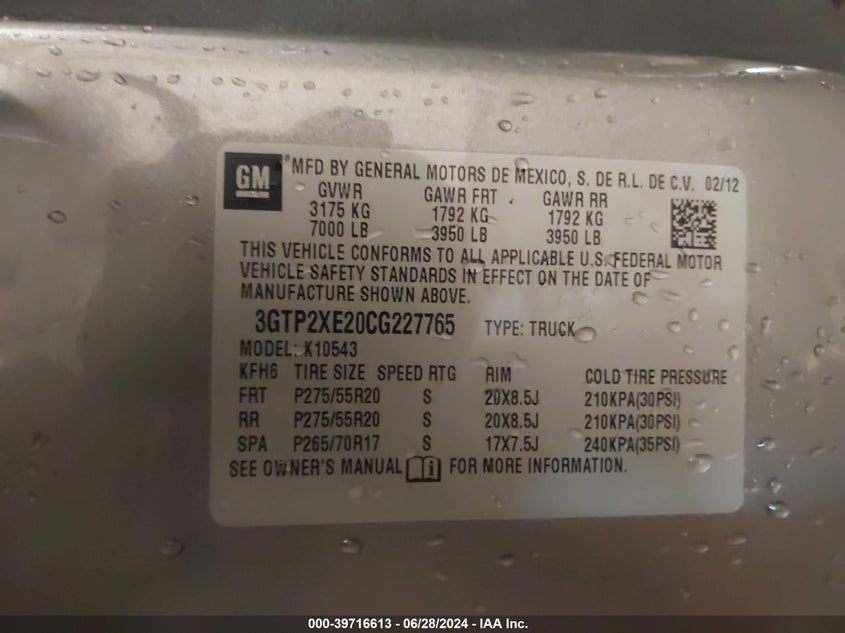 GM ®MFD BY GENERAL MOTORS DE MEXICO, S. DE R.L. DE C.V. 02/12
GVWR GAWR FRT GAWR RR
3175 KG 1792 KG 1792 KG
7000 LB 3950 LB 3950 LB
THIS VEHICLE CONFORMS TO ALL APPLICABLE U.S. FEDERAL MOTOR
VEHICLE SAFETY STANDARDS IN EFFECT ON THE DATE OF
MANUFACTURE SHOWN ABOVE.
3GTP2XE20CG227765 TYPE: TRUCK
MODEL: K10543
KFH6 TIRE SIZE SPEED RTG RIM COLD TIRE PRESSURE
FRT P275/55R20 S 20X8.5J 210KPA(30PSI)
RR P275/55R20 S 20X8.5J 210KPA(30PSI)
SPA P265/70R17 S 17X7.5J 240KPA(35PSI)
SEE OWNER'S MANUAL FOR MORE INFORMATION.
000-39716613 - 06/28/2024 - IAA Inc.